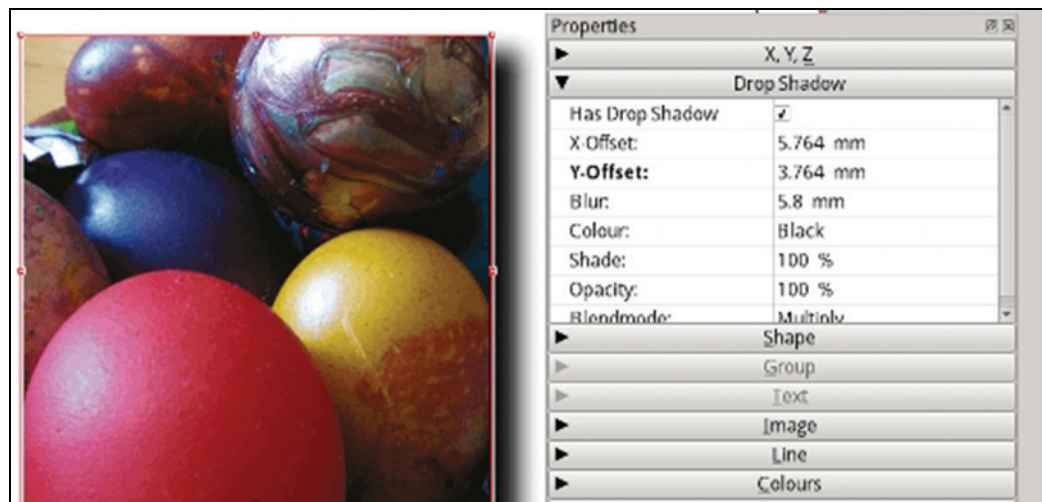 Properties
X, Y, Z
Drop Shadow
Has Drop Shadow
X-Offset: 5.764 mm
Y-Offset: 3.764 mm
Blur: 5.8 mm
Colour: Black
Shade: 100 %
Opacity: 100 %
Blendmode: Multiply
Shape
Group
Text
Image
Line
Colours